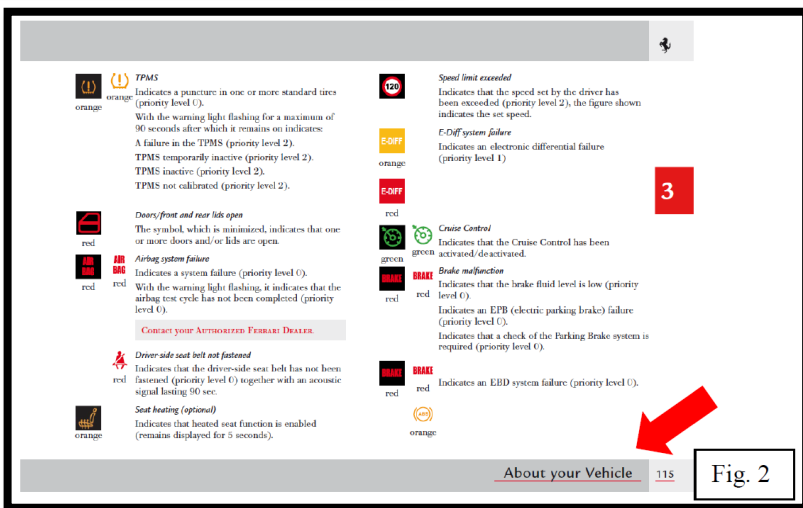 TPMS
orange
orange
Indicates a puncture in one or more standard tires
(priority level 0).
With the warning light flashing for a maximum of
90 seconds after which it remains on indicates:
A failure in the TPMS (priority level 2).
TPMS temporarily inactive (priority level 2).
TPMS inactive (priority level 2).
TPMS not calibrated (priority level 2).
Doors/front and rear lids open
The symbol, which is minimized, indicates that one
or more doors and/or lids are open.
red
AIR
BAG
AIR
BAG
red
red
Airbag system failure
Indicates a system failure (priority level 0).
With the warning light flashing, it indicates that the
airbag test cycle has not been completed (priority
level 0).
Contact your AUTHORIZED FERRARI DEALER.
Driver-side seat belt not fastened
Indicates that the driver-side seat belt has not been
red
fastened (priority level 0) together with an acoustic
signal lasting 90 sec.
Seat heating (optional)
Indicates that heated seat function is enabled
orange
(remains displayed for 5 seconds).
120
Speed limit exceeded
Indicates that the speed set by the driver has
been exceeded (priority level 2), the figure shown
indicates the set speed.
E-DIFF
orange
E-Diff system failure
Indicates an electronic differential failure
(priority level 1)
E-DIFF
red
3
Cruise Control
Indicates that the Cruise Control has been
green
green
activated/deactivated.
BRAKE
BRAKE
red
red
Brake malfunction
Indicates that the brake fluid level is low (priority
level 0).
Indicates an EPB (electric parking brake) failure
(priority level 0).
Indicates that a check of the Parking Brake system is
required (priority level 0).
BRAKE
BRAKE
red
red
Indicates an EBD system failure (priority level 0).
ABS
orange
About your Vehicle 115
Fig. 2